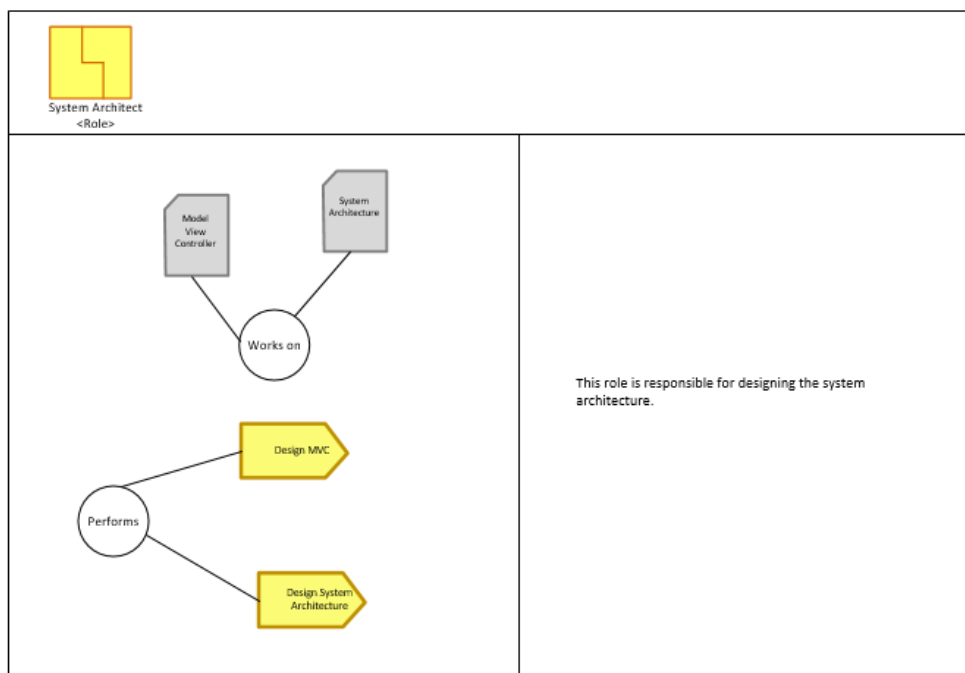 System Architect
<Role>
Model
View
Controller
System
Architecture
Works on
Design MVC
Performs
Design System
Architecture
This role is responsible for designing the system
architecture.